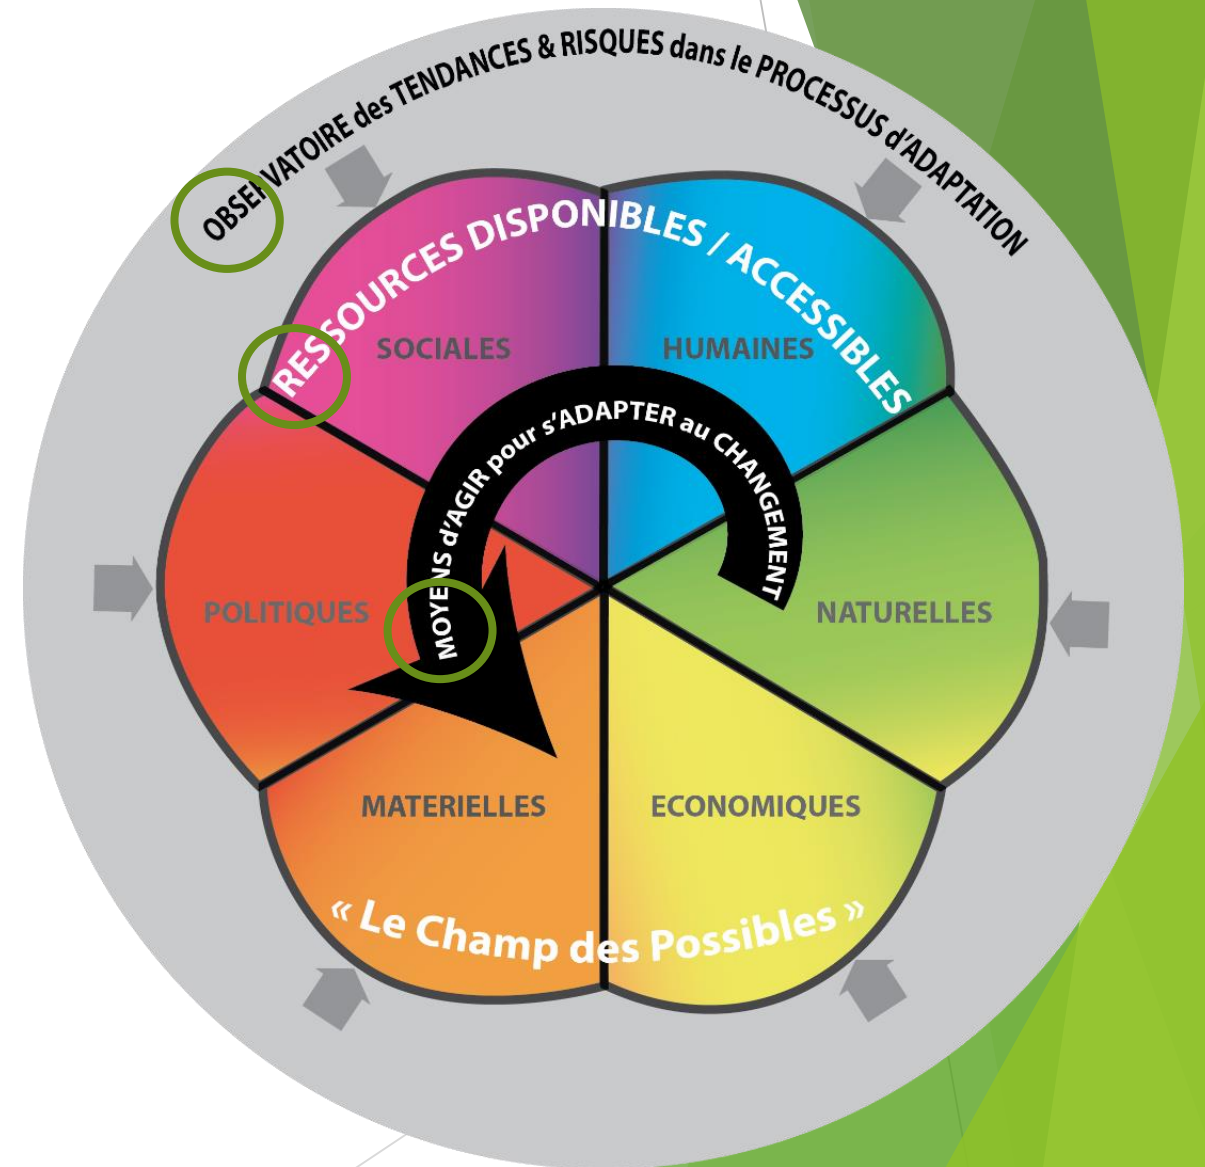 OBSERVATOIRE des TENDANCES & RISQUES dans le PROCESSUS d’ADAPTATION
RESSOURCES DISPONIBLES / ACCESSIBLES
SOCIALES
HUMAINES
MOYENS d’AGIR pour s’ADAPTER au CHANGEMENT
POLITIQUES
NATURELLES
MATERIELLES
ECONOMIQUES
« Le Champ des Possibles »